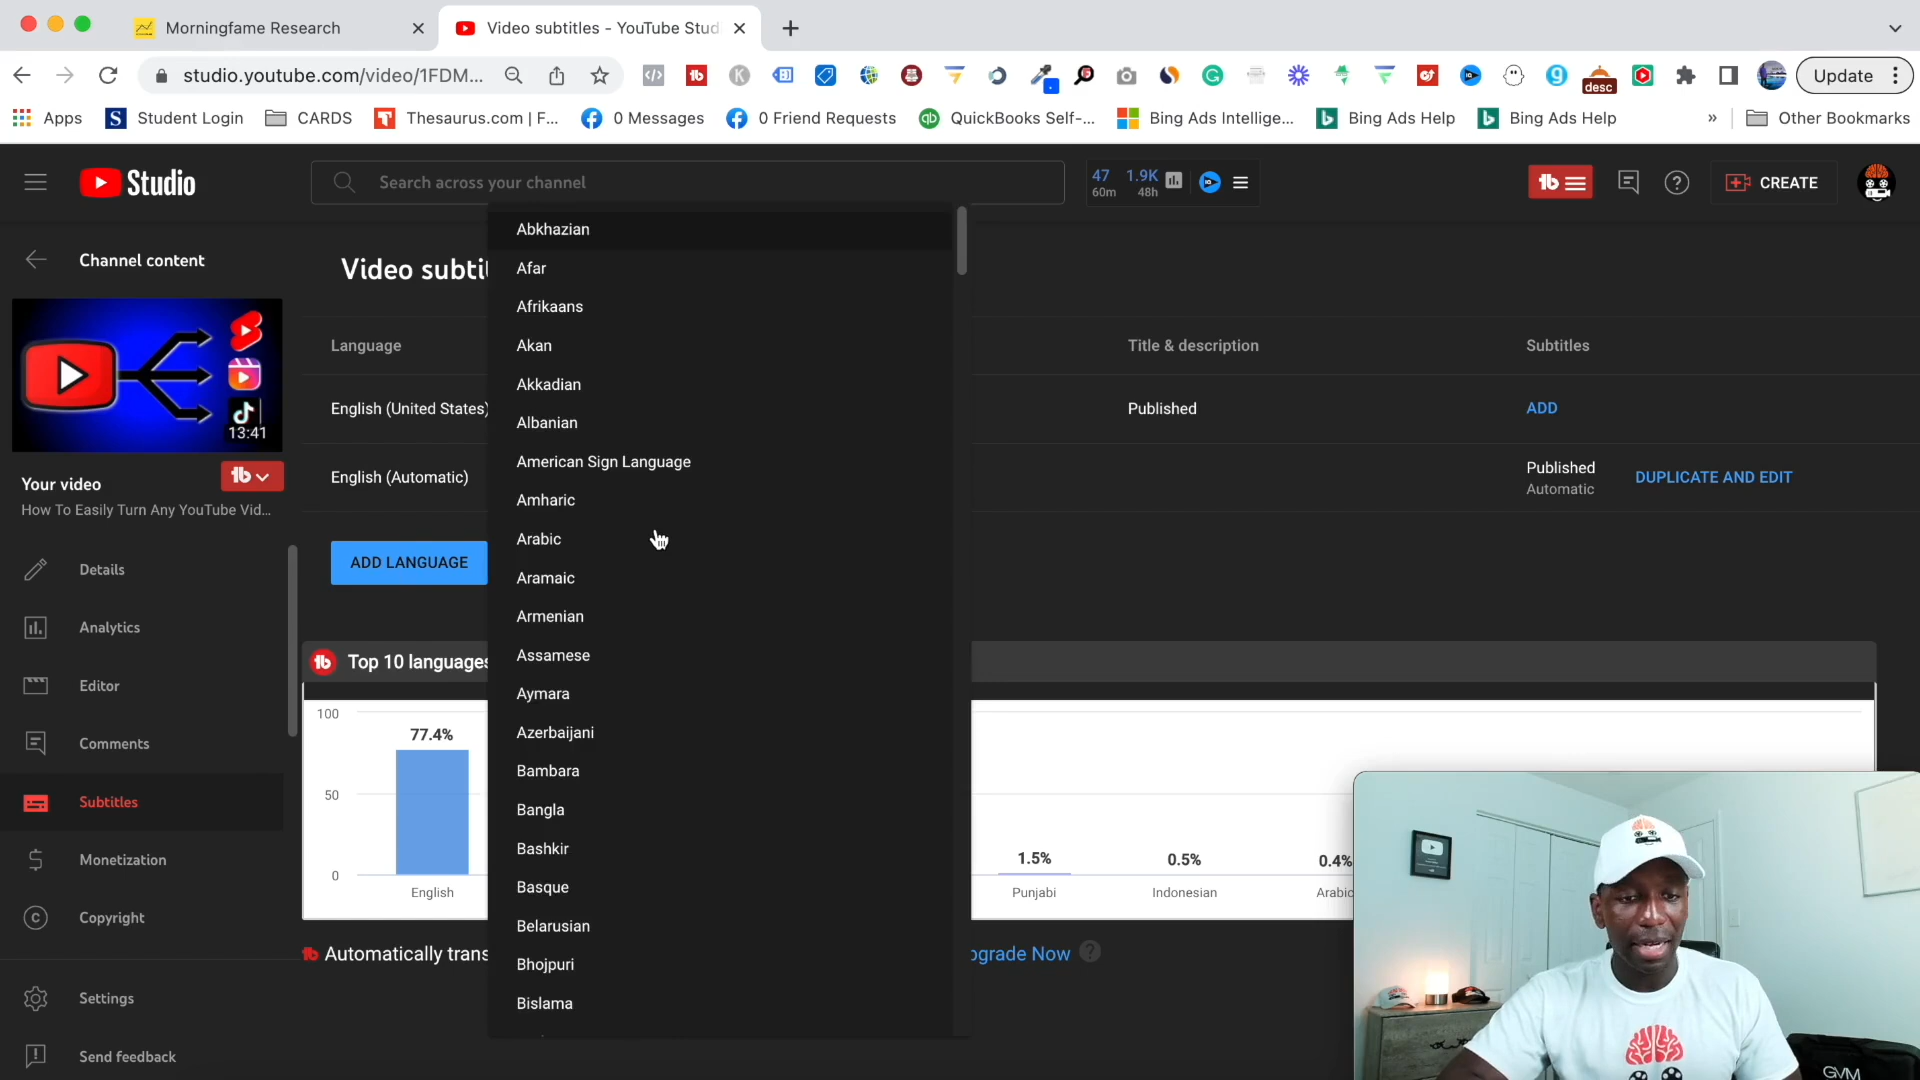 Morningfame Research
Video subtitles - YouTube Stud
studio.youtube.com/video/1FDM...
desc
Update
Apps
S
Student Login
CARDS
Thesaurus.com | F...
0 Messages
0 Friend Requests
QuickBooks Self-...
Bing Ads Intellige...
Bing Ads Help
Bing Ads Help
»
Other Bookmarks
Studio
Search across your channel
47
60m
1.9K
48h
CREATE
Channel content
13:41
Your video
How To Easily Turn Any YouTube Vid...
Details
Analytics
Editor
Comments
Subtitles
Monetization
Copyright
Settings
Send feedback
Video subti
Language
Title & description
Subtitles
English (United States)
Published
ADD
English (Automatic)
Published
Automatic
DUPLICATE AND EDIT
ADD LANGUAGE
Abkhazian
Afar
Afrikaans
Akan
Akkadian
Albanian
American Sign Language
Amharic
Arabic
Aramaic
Armenian
Assamese
Aymara
Azerbaijani
Bambara
Bangla
Bashkir
Basque
Belarusian
Bhojpuri
Bislama
Top 10 languages
100
50
0
77.4%
English
1.5%
Punjabi
0.5%
Indonesian
0.4%
Arabic
Automatically trans
pgrade Now
GVM